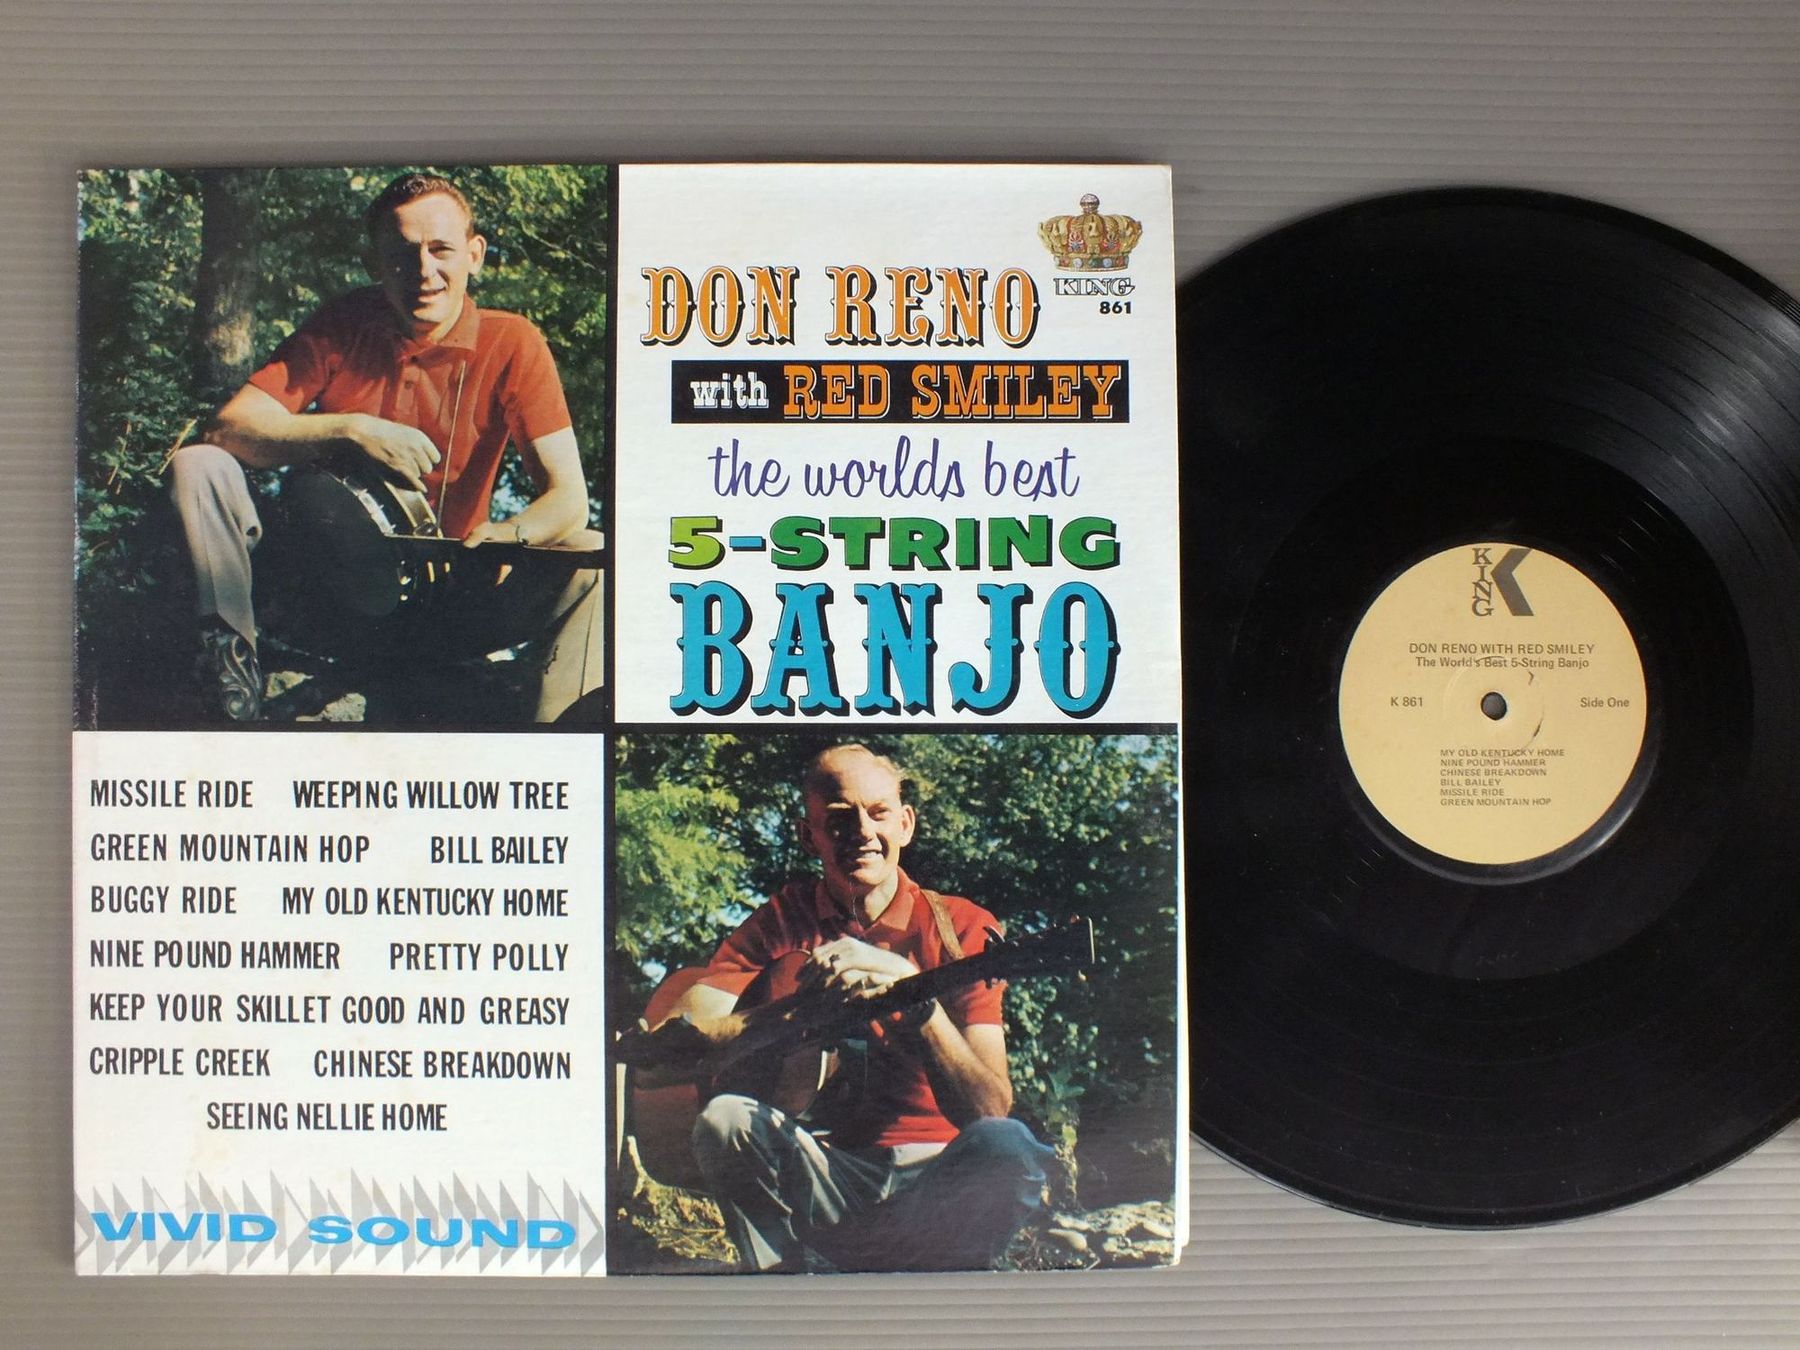 KING
861
DON RENO
with RED SMILEY
the worlds best
5-STRING
BANJO
MISSILE RIDE WEEPING WILLOW TREE
GREEN MOUNTAIN HOP BILL BAILEY
BUGGY RIDE MY OLD KENTUCKY HOME
NINE POUND HAMMER PRETTY POLLY
KEEP YOUR SKILLET GOOD AND GREASY
CRIPPLE CREEK CHINESE BREAKDOWN
SEEING NELLIE HOME
VIVID SOUND
KING
K
DON RENO WITH RED SMILEY
The World's Best 5-String Banjo
K 861 Side One
MY OLD KENTUCKY HOME
NINE POUND HAMMER
CHINESE BREAKDOWN
BILL BAILEY
MISSILE RIDE
GREEN MOUNTAIN HOP